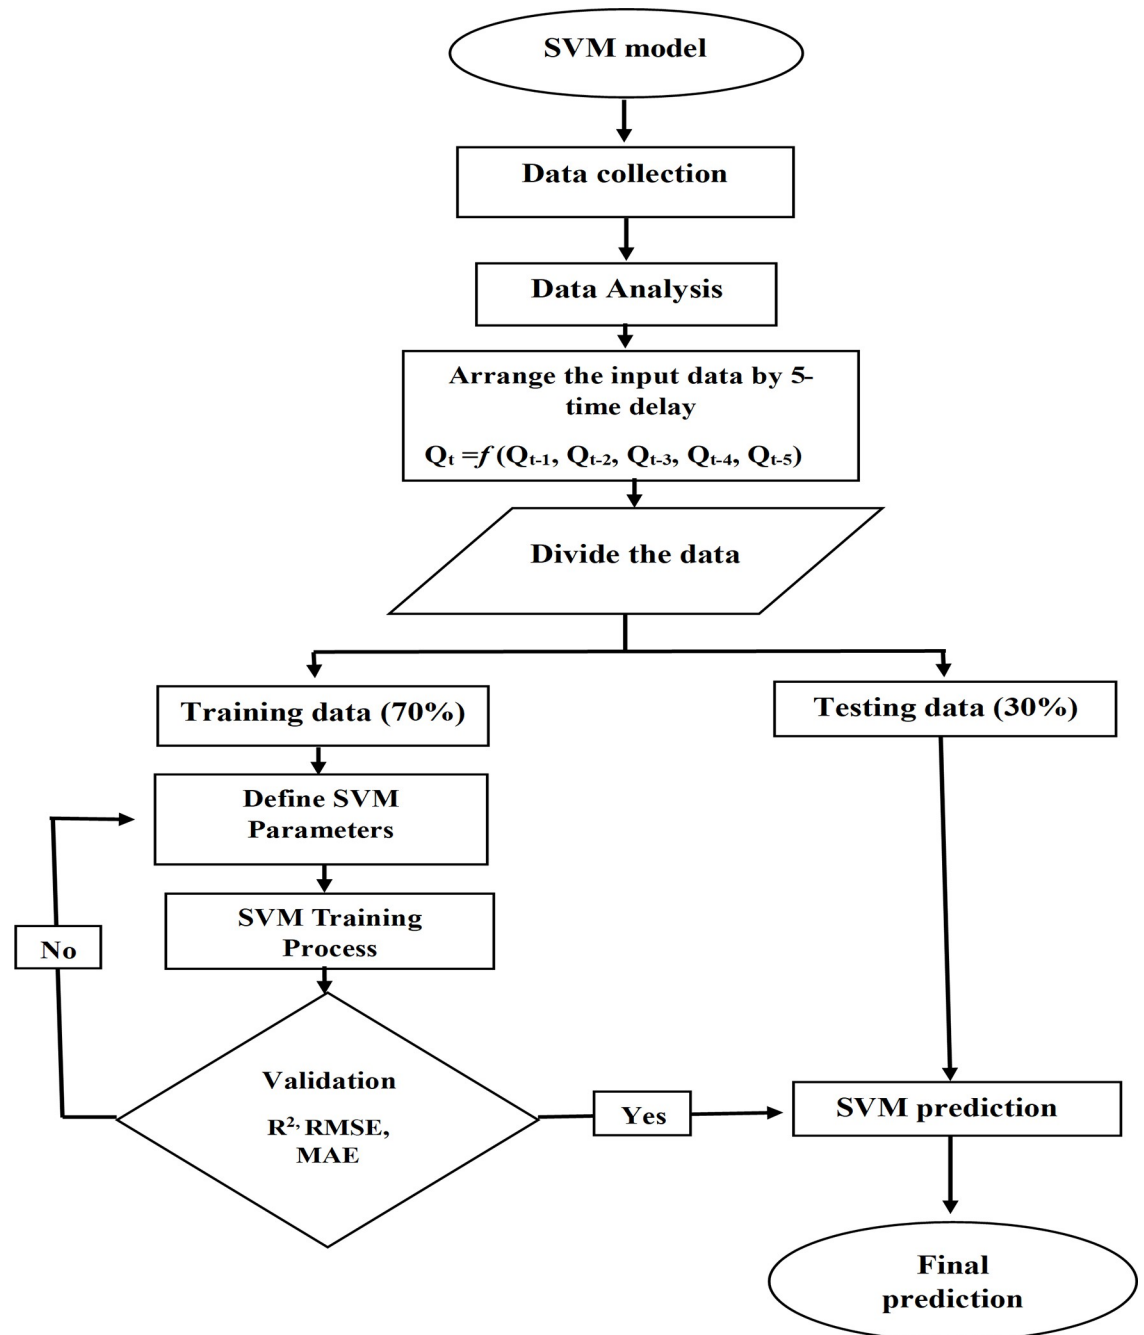 SVM model
Data collection
Data Analysis
Arrange the input data by 5-
time delay
Qₜ =f (Qₜ₋₁, Qₜ₋₂, Qₜ₋₃, Qₜ₋₄, Qₜ₋₅)
Divide the data
Training data (70%)
Testing data (30%)
Define SVM
Parameters
SVM Training
Process
No
Validation
R², RMSE,
MAE
Yes
SVM prediction
Final
prediction